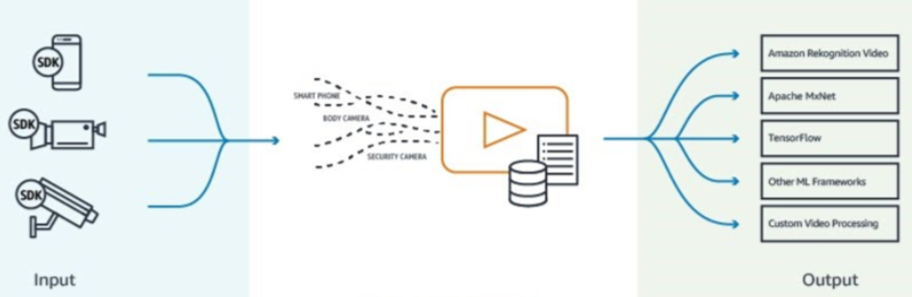 SDK
SDK
SDK
Input
SMART PHONE
BODY CAMERA
SECURITY CAMERA
Amazon Rekognition Video
Apache MxNet
TensorFlow
Other ML Frameworks
Custom Video Processing
Output